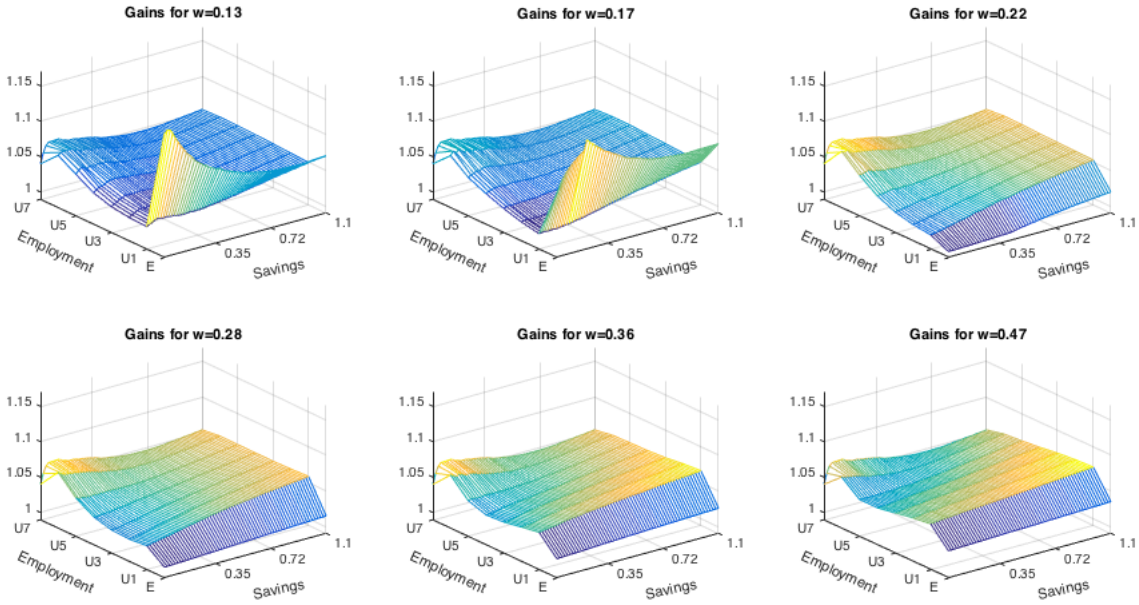 Gains for w=0.13
1.15
1.1
1.05
1
U7
U5
U3
U1
E
Employment
0.35
0.72
1.1
Savings
Gains for w=0.17
1.15
1.1
1.05
1
U7
U5
U3
U1
E
Employment
0.35
0.72
1.1
Savings
Gains for w=0.22
1.15
1.1
1.05
1
U7
U5
U3
U1
E
Employment
0.35
0.72
1.1
Savings
Gains for w=0.28
1.15
1.1
1.05
1
U7
U5
U3
U1
E
Employment
0.35
0.72
1.1
Savings
Gains for w=0.36
1.15
1.1
1.05
1
U7
U5
U3
U1
E
Employment
0.35
0.72
1.1
Savings
Gains for w=0.47
1.15
1.1
1.05
1
U7
U5
U3
U1
E
Employment
0.35
0.72
1.1
Savings